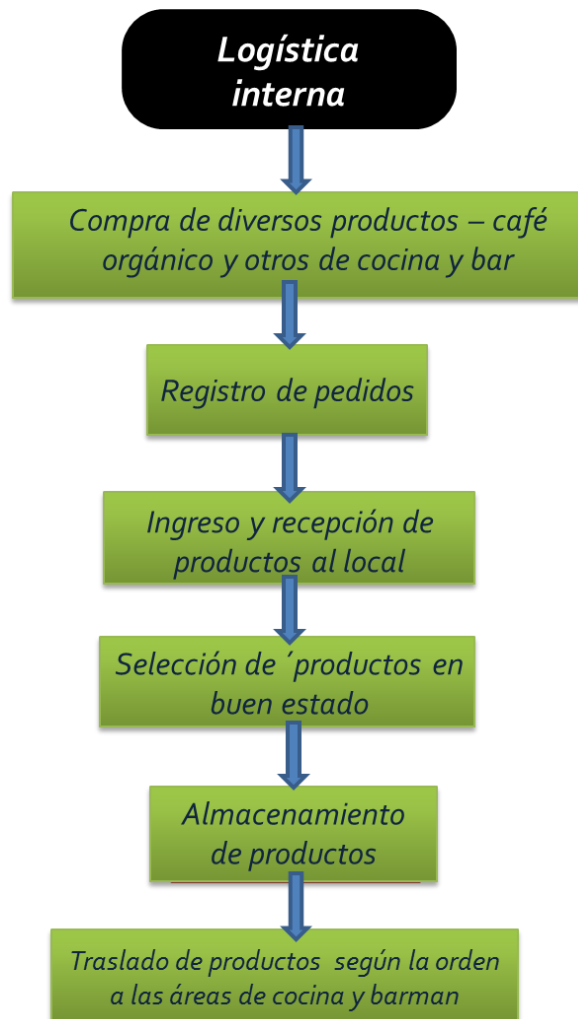 Logística
interna
Compra de diversos productos – café
orgánico y otros de cocina y bar
Registro de pedidos
Ingreso y recepción de
productos al local
Selección de ´productos en
buen estado
Almacenamiento
de productos
Traslado de productos según la orden
a las áreas de cocina y barman